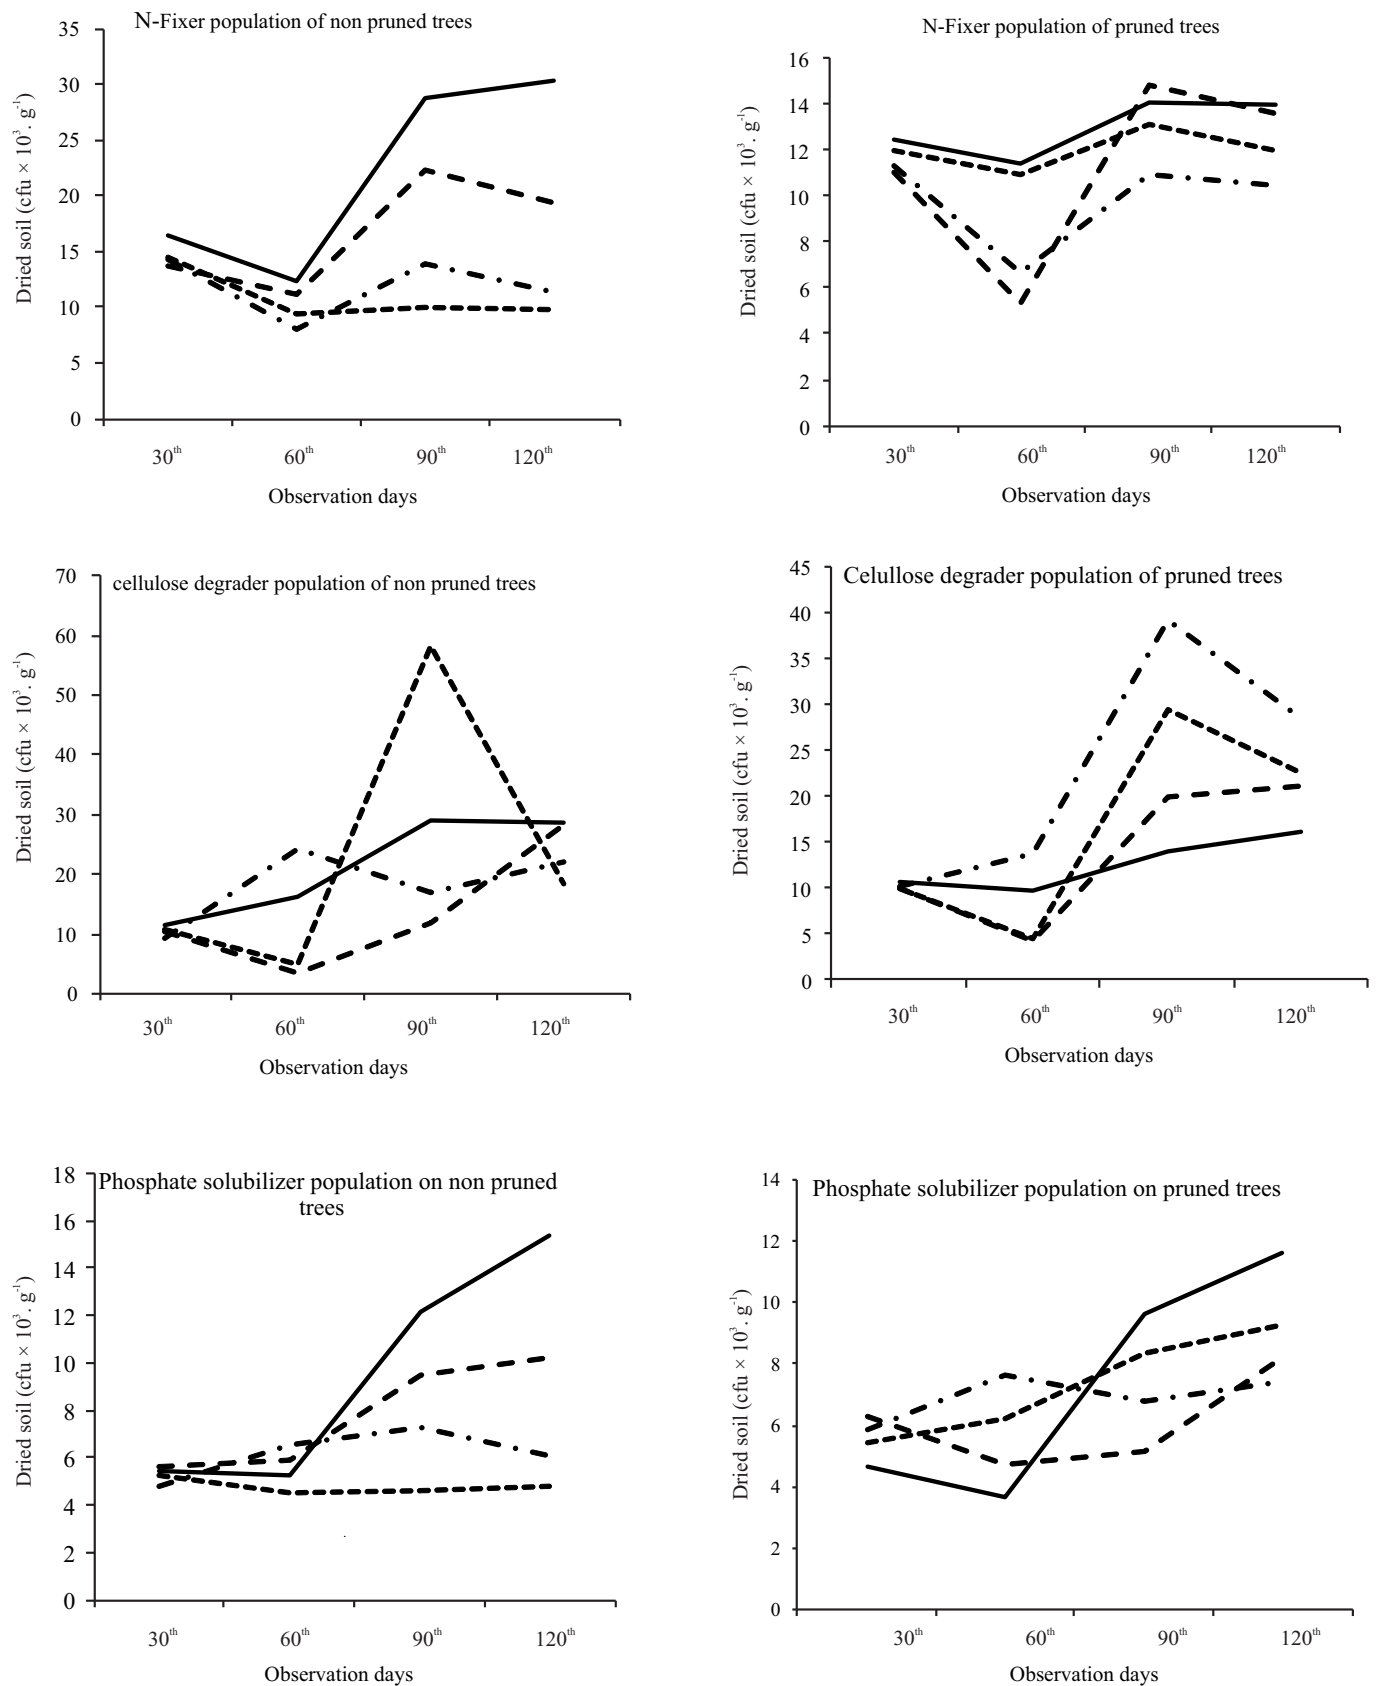 N-Fixer population of non pruned trees
35
30
25
20
15
10
5
0
Dried soil (cfu × 10³. g⁻¹)
30th 60th 90th 120th
Observation days
N-Fixer population of pruned trees
16
14
12
10
8
6
4
2
0
Dried soil (cfu × 10³. g⁻¹)
30th 60th 90th 120th
Observation days
cellulose degrader population of non pruned trees
70
60
50
40
30
20
10
0
Dried soil (cfu × 10³. g⁻¹)
30th 60th 90th 120th
Observation days
Celullose degrader population of pruned trees
45
40
35
30
25
20
15
10
5
0
Dried soil (cfu × 10³. g⁻¹)
30th 60th 90th 120th
Observation days
Phosphate solubilizer population on non pruned
trees
18
16
14
12
10
8
6
4
2
0
Dried soil (cfu × 10³. g⁻¹)
30th 60th 90th 120th
Observation days
Phosphate solubilizer population on pruned trees
14
12
10
8
6
4
2
0
Dried soil (cfu × 10³. g⁻¹)
30th 60th 90th 120th
Observation days